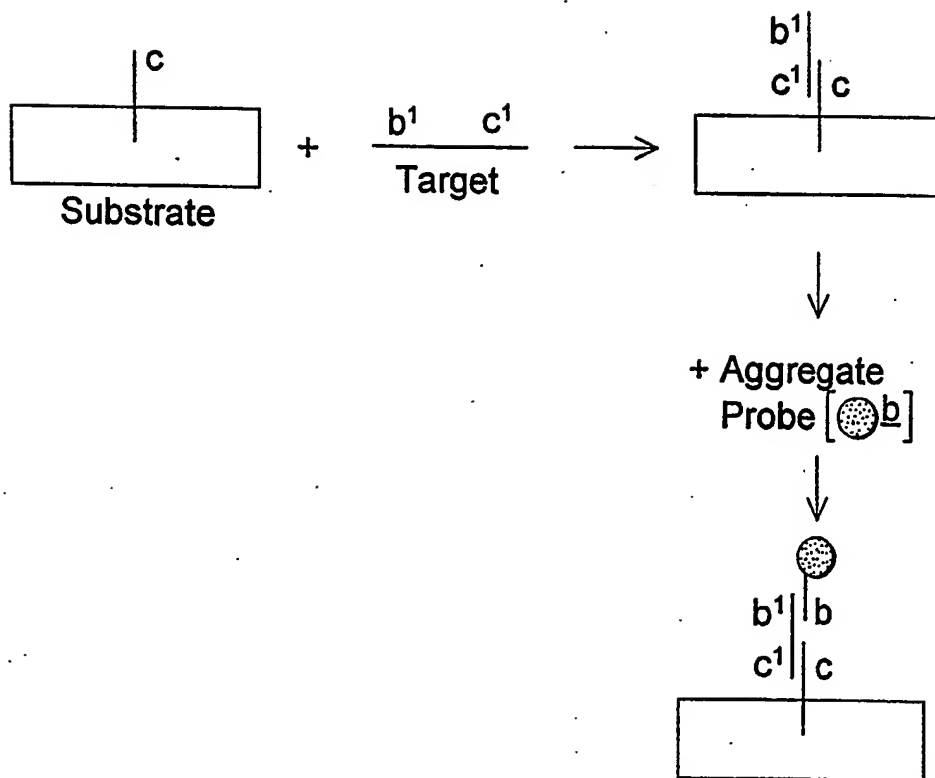 c
+
b¹ c¹
Target
Substrate
b¹
c¹ c
+ Aggregate
Probe [ b]
b¹ b
c¹ c